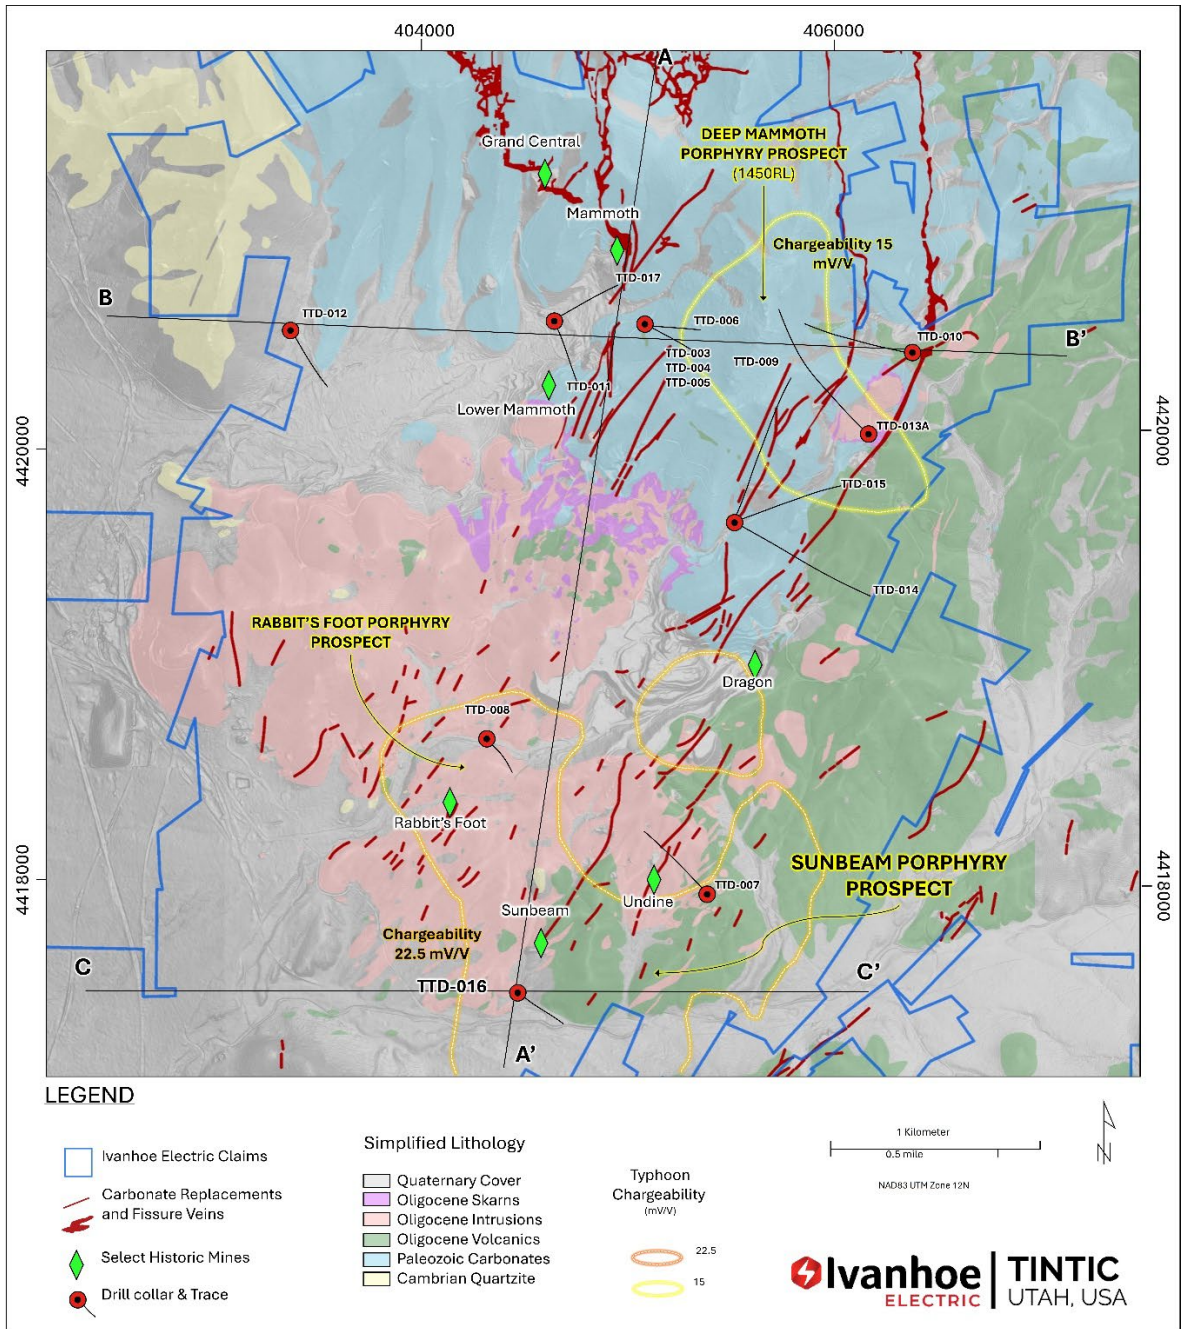 404000
406000
A
DEEP MAMMOTH
PORPHYRY PROSPECT
(1450RL)
Grand Central
Mammoth
Chargeability 15
mV/V
TTD-017
B
TTD-012
TTD-006
TTD-010
B’
TTD-003
TTD-004
TTD-005
TTD-009
TTD-011
Lower Mammoth
TTD-013A
4420000
4420000
TTD-015
TTD-014
RABBIT’S FOOT PORPHYRY
PROSPECT
Dragon
TTD-008
Rabbit’s Foot
4418000
4418000
SUNBEAM PORPHYRY
PROSPECT
TTD-007
Undine
Sunbeam
Chargeability
22.5 mV/V
C
C’
TTD-016
A’
LEGEND
Ivanhoe Electric Claims
Carbonate Replacements
and Fissure Veins
Select Historic Mines
Drill collar & Trace
Simplified Lithology
Quaternary Cover
Oligocene Skarns
Oligocene Intrusions
Oligocene Volcanics
Paleozoic Carbonates
Cambrian Quartzite
Typhoon
Chargeability
(mV/V)
22.5
15
1 Kilometer
0.5 mile
NAD83 UTM Zone 12N
N
Ivanhoe
ELECTRIC
TINTIC
UTAH, USA